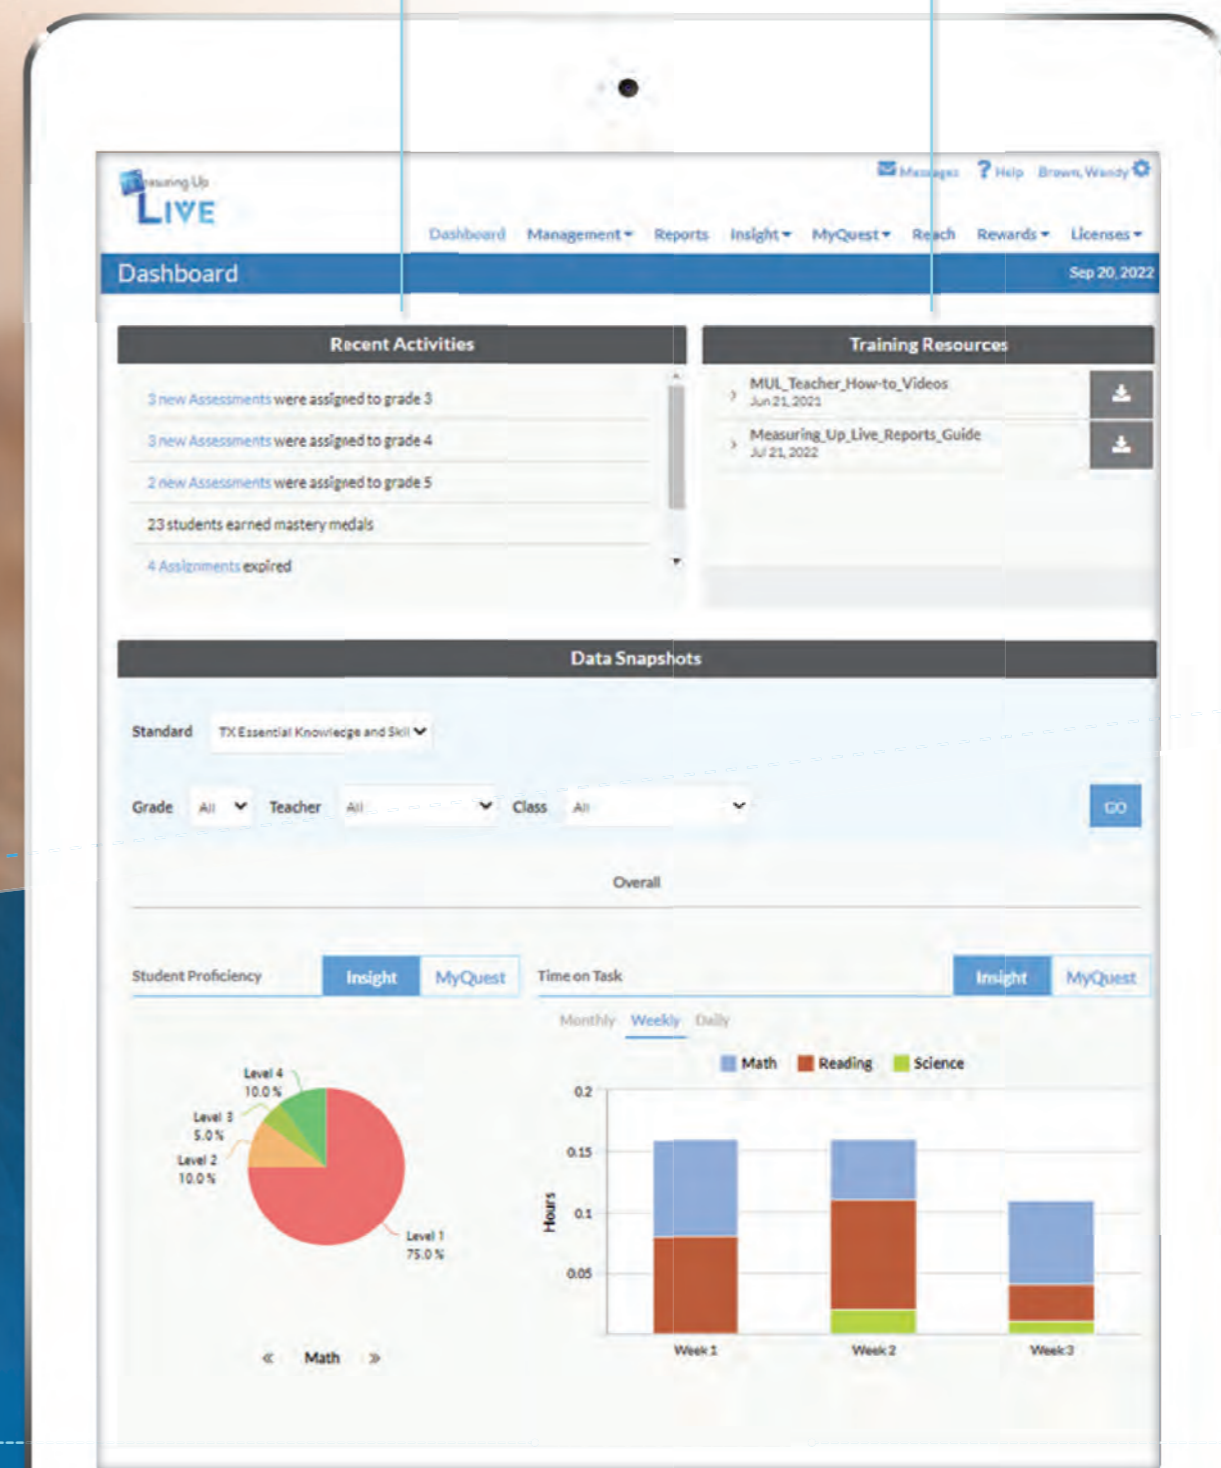 Measuring Up
LIVE
Messages ? Help Brown, Wendy
Dashboard Management Reports Insight MyQuest Reach Rewards Licenses
Dashboard
Sep 20, 2022
Recent Activities
3 new Assessments were assigned to grade 3
3 new Assessments were assigned to grade 4
2 new Assessments were assigned to grade 5
23 students earned mastery medals
4 Assignments expired
Training Resources
MUL_Teacher_How-to_Videos
Jun 21, 2021
Measuring_Up_Live_Reports_Guide
Jul 21, 2022
Data Snapshots
Standard TX Essential Knowledge and Skil
Grade All Teacher All Class All GO
Overall
Student Proficiency Insight MyQuest
Level 4
10.0 %
Level 3
5.0 %
Level 2
10.0 %
Level 1
75.0 %
« Math »
Time on Task Insight MyQuest
Monthly Weekly Daily
Math Reading Science
Hours
0.2
0.15
0.1
0.05
Week 1 Week 2 Week 3